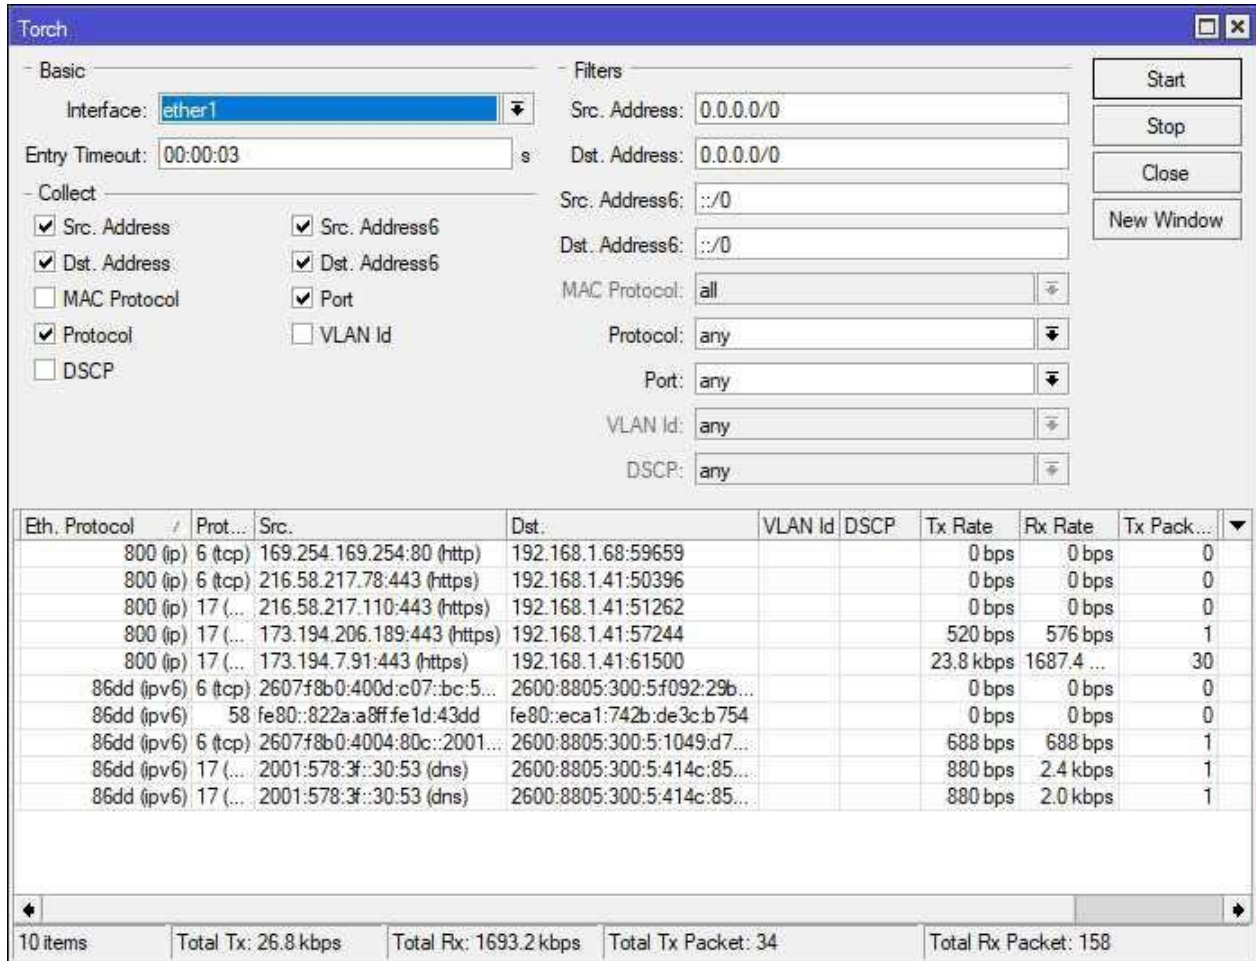 Torch
Basic
Interface: ether1
Entry Timeout: 00:00:03 s
Collect
Src. Address Src. Address6
Dst. Address Dst. Address6
MAC Protocol Port
Protocol VLAN Id
DSCP
Filters
Src. Address: 0.0.0.0/0
Dst. Address: 0.0.0.0/0
Src. Address6: ::/0
Dst. Address6: ::/0
MAC Protocol: all
Protocol: any
Port: any
VLAN Id: any
DSCP: any
Start
Stop
Close
New Window
Eth. Protocol Prot... Src. Dst. VLAN Id DSCP Tx Rate Rx Rate Tx Pack...
800 (ip) 6 (tcp) 169.254.169.254:80 (http) 192.168.1.68:59659 0 bps 0 bps 0
800 (ip) 6 (tcp) 216.58.217.78:443 (https) 192.168.1.41:50396 0 bps 0 bps 0
800 (ip) 17 (... 216.58.217.110:443 (https) 192.168.1.41:51262 0 bps 0 bps 0
800 (ip) 17 (... 173.194.206.189:443 (https) 192.168.1.41:57244 520 bps 576 bps 1
800 (ip) 17 (... 173.194.7.91:443 (https) 192.168.1.41:61500 23.8 kbps 1687.4 ... 30
86dd (ipv6) 6 (tcp) 2607:f8b0:400d:c07::bc:5... 2600:8805:300:5:f092:29b... 0 bps 0 bps 0
86dd (ipv6) 58 fe80::822a:a8ff:fe1d:43dd fe80::eca1:742b:de3c:b754 0 bps 0 bps 0
86dd (ipv6) 6 (tcp) 2607:f8b0:4004:80c::2001... 2600:8805:300:5:1049:d7... 688 bps 688 bps 1
86dd (ipv6) 17 (... 2001:578:3f::30:53 (dns) 2600:8805:300:5:414c:85... 880 bps 2.4 kbps 1
86dd (ipv6) 17 (... 2001:578:3f::30:53 (dns) 2600:8805:300:5:414c:85... 880 bps 2.0 kbps 1
10 items Total Tx: 26.8 kbps Total Rx: 1693.2 kbps Total Tx Packet: 34 Total Rx Packet: 158